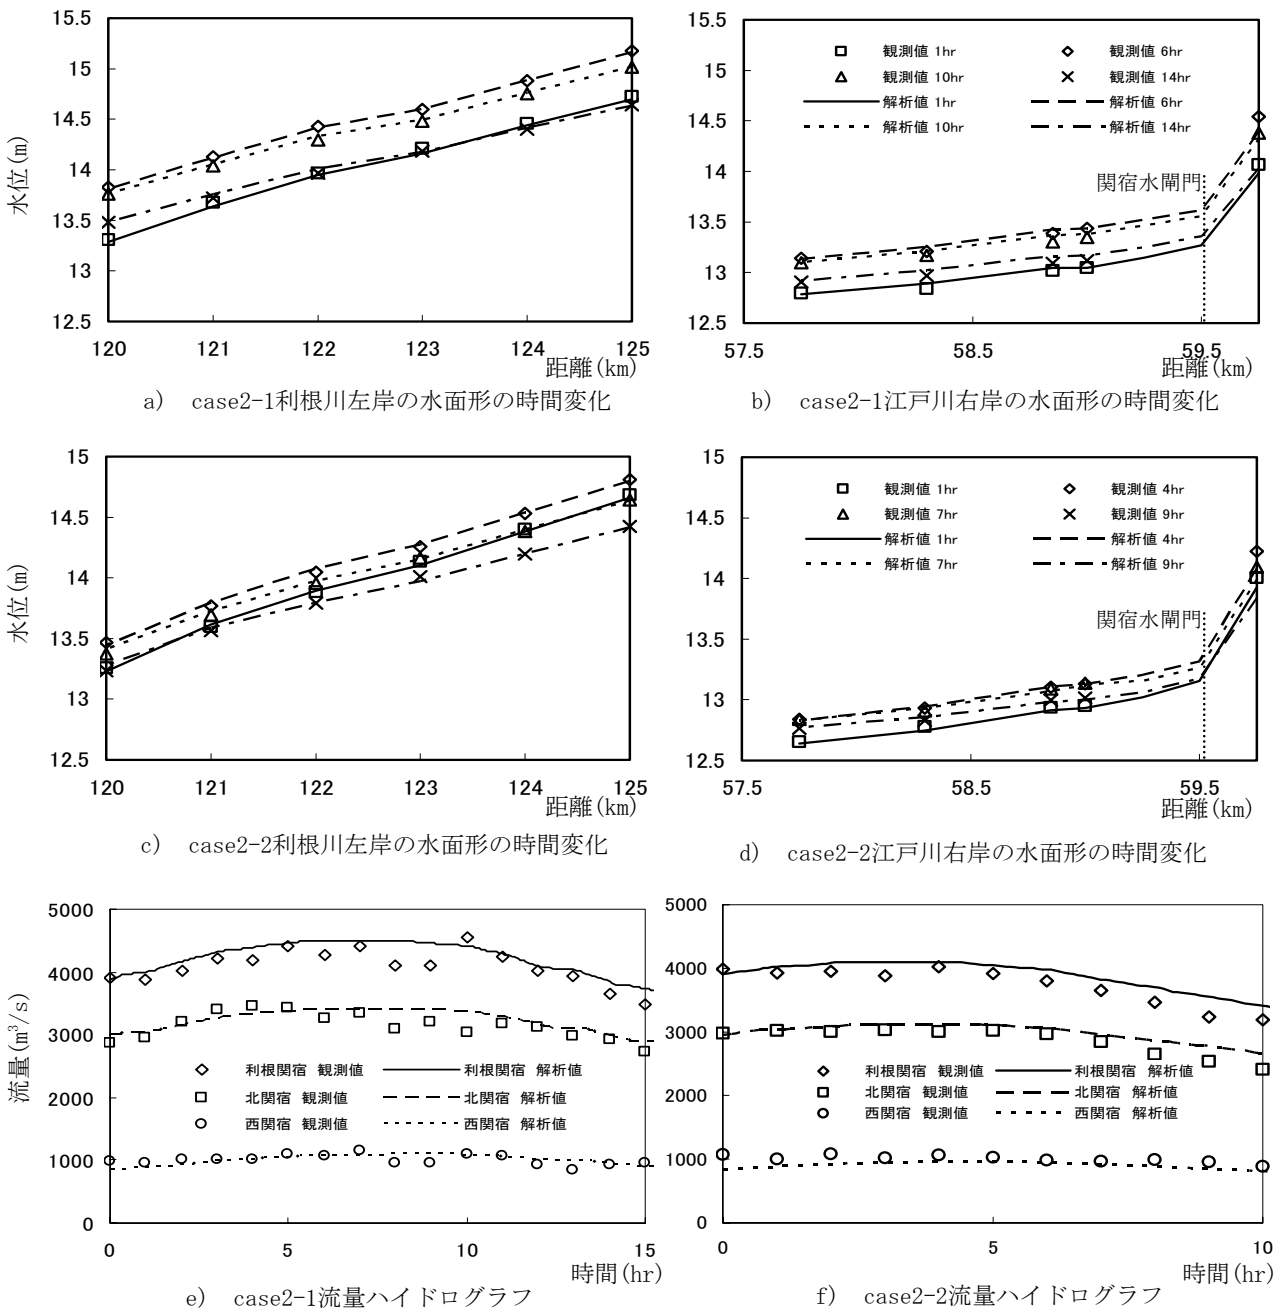 15.5
15
14.5
14
13.5
13
12.5
水位(m)
120 121 122 123 124 125
距離(km)
a) case2-1利根川左岸の水面形の時間変化
15.5
15
14.5
14
13.5
13
12.5
観測値 1hr 観測値 6hr
観測値 10hr 観測値 14hr
解析値 1hr 解析値 6hr
解析値 10hr 解析値 14hr
関宿水閘門
57.5 58.5 59.5
距離(km)
b) case2-1江戸川右岸の水面形の時間変化
15
14.5
14
13.5
13
12.5
水位(m)
120 121 122 123 124 125
距離(km)
c) case2-2利根川左岸の水面形の時間変化
15
14.5
14
13.5
13
12.5
観測値 1hr 観測値 4hr
観測値 7hr 観測値 9hr
解析値 1hr 解析値 4hr
解析値 7hr 解析値 9hr
関宿水閘門
57.5 58.5 59.5
距離(km)
d) case2-2江戸川右岸の水面形の時間変化
5000
4000
3000
2000
1000
0
流量(m³/s)
利根関宿 観測値 利根関宿 解析値
北関宿 観測値 北関宿 解析値
西関宿 観測値 西関宿 解析値
0 5 10 15
時間(hr)
e) case2-1流量ハイドログラフ
5000
4000
3000
2000
1000
0
利根関宿 観測値 利根関宿 解析値
北関宿 観測値 北関宿 解析値
西関宿 観測値 西関宿 解析値
0 5 10
時間(hr)
f) case2-2流量ハイドログラフ